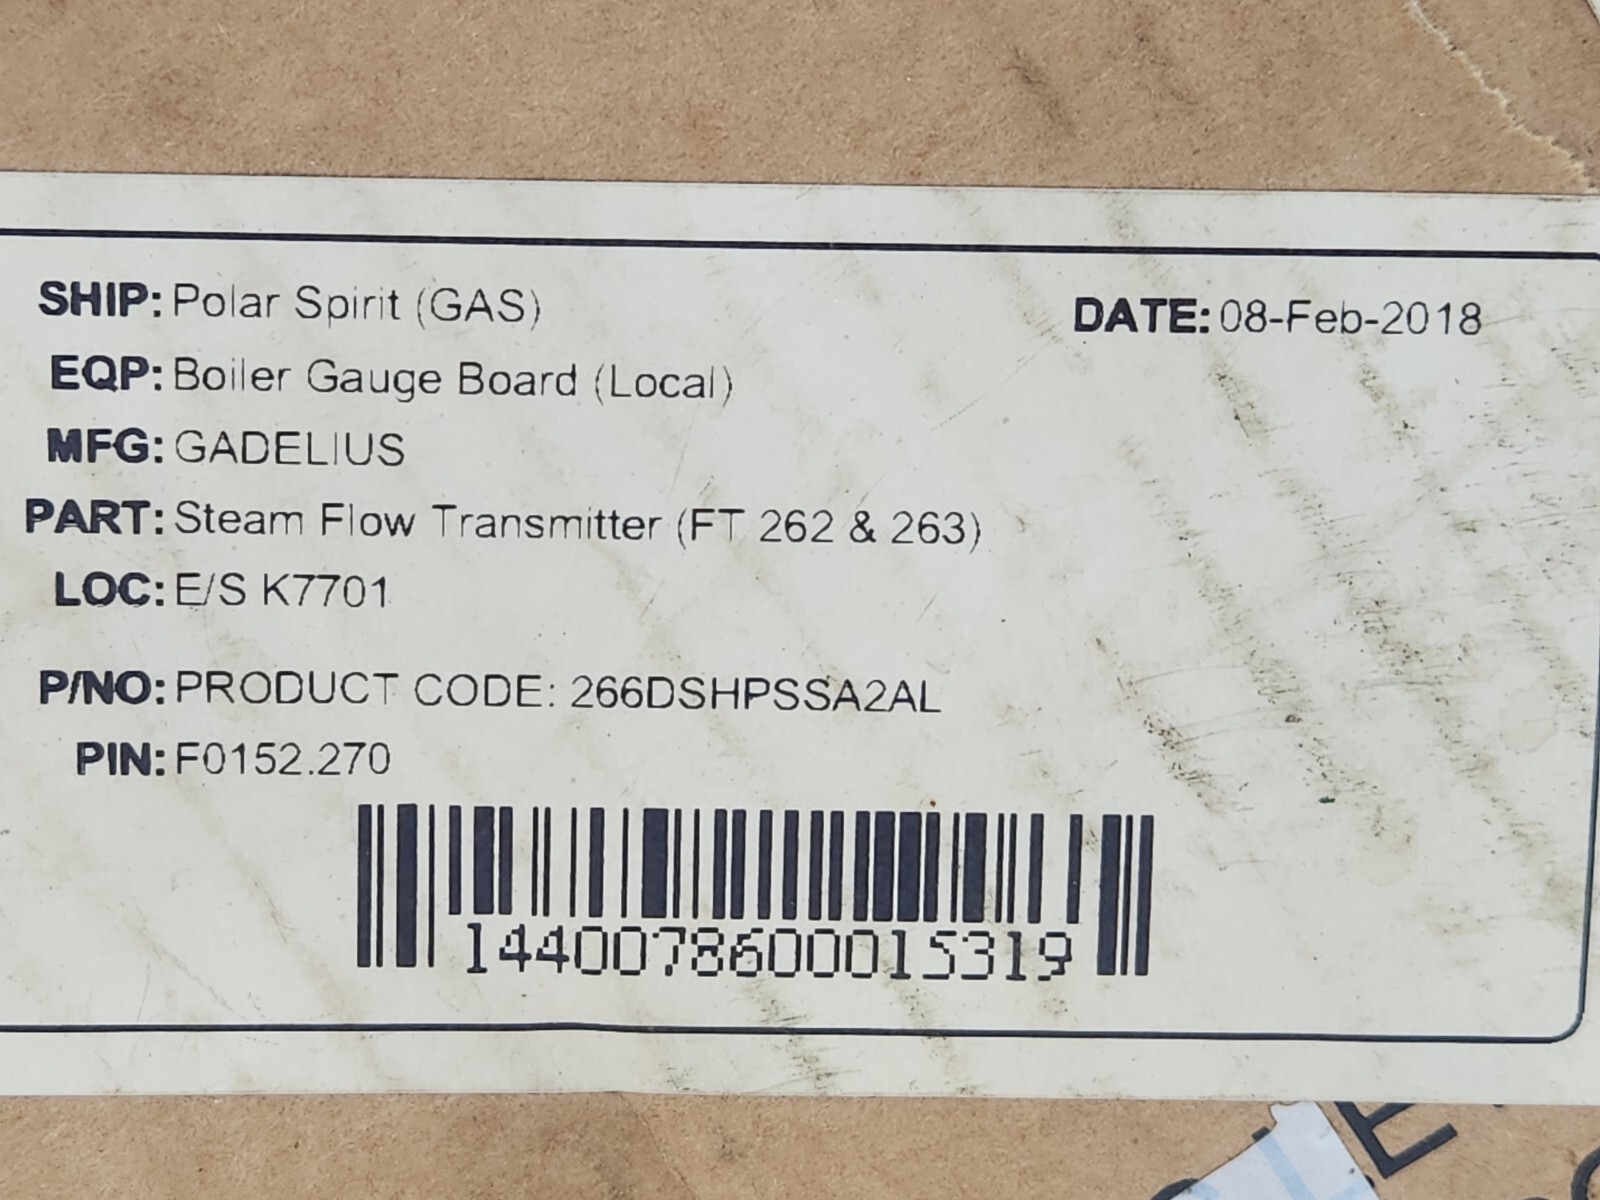 SHIP: Polar Spirit (GAS) DATE: 08-Feb-2018
EQP: Boiler Gauge Board (Local)
MFG: GADELIUS
PART: Steam Flow Transmitter (FT 262 & 263)
LOC: E/S K7701
P/NO: PRODUCT CODE: 266DSHPSSA2AL
PIN: F0152.270
14400786000015319